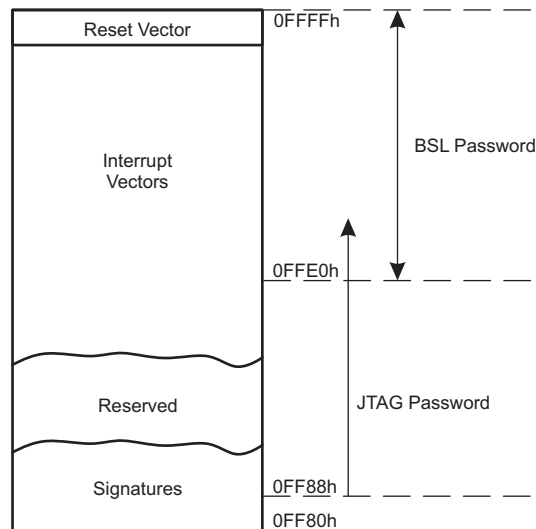 Reset Vector
0FFFFh
Interrupt
Vectors
BSL Password
0FFE0h
Reserved
JTAG Password
Signatures
0FF88h
0FF80h